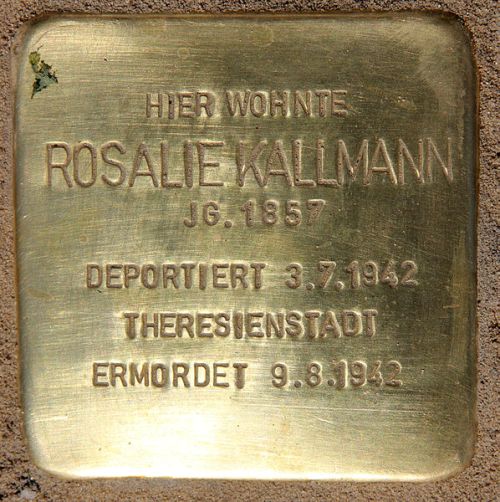 HIER WOHNTE
ROSALIE KALLMANN
JG. 1857
DEPORTIERT 3.7.1942
THERESIENSTADT
ERMORDET 9.8.1942